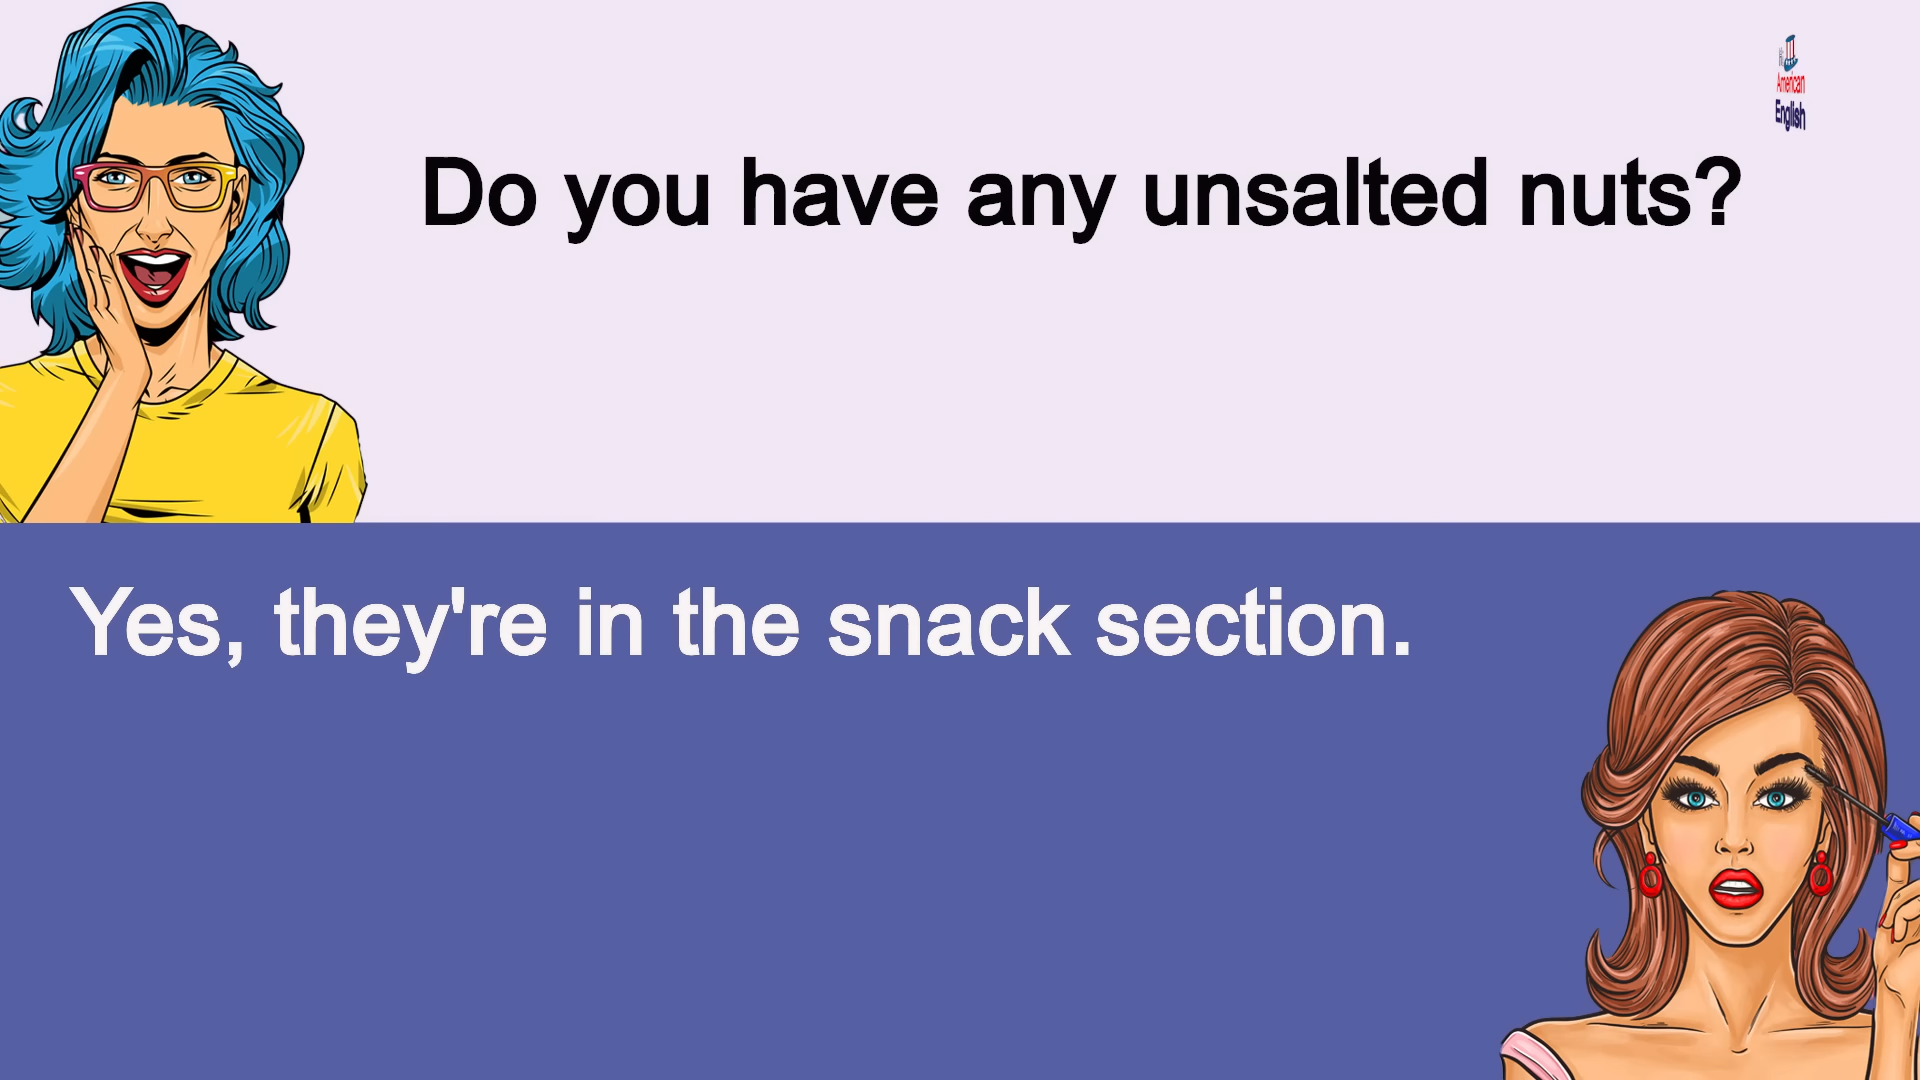 American
English
Do you have any unsalted nuts?
Yes, they're in the snack section.